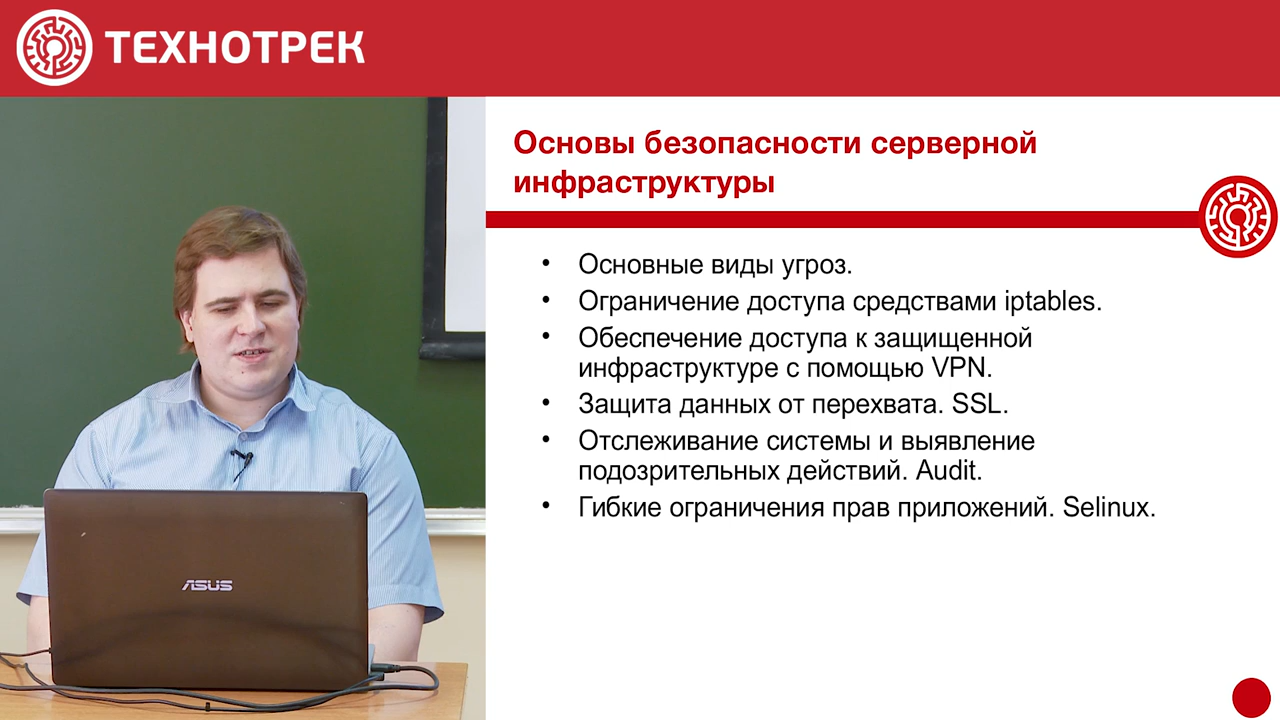 ТЕХНОТРЕК
Основы безопасности серверной
инфраструктуры
• Основные виды угроз.
• Ограничение доступа средствами iptables.
• Обеспечение доступа к защищенной
инфраструктуре с помощью VPN.
• Защита данных от перехвата. SSL.
• Отслеживание системы и выявление
подозрительных действий. Audit.
• Гибкие ограничения прав приложений. Selinux.
ASUS